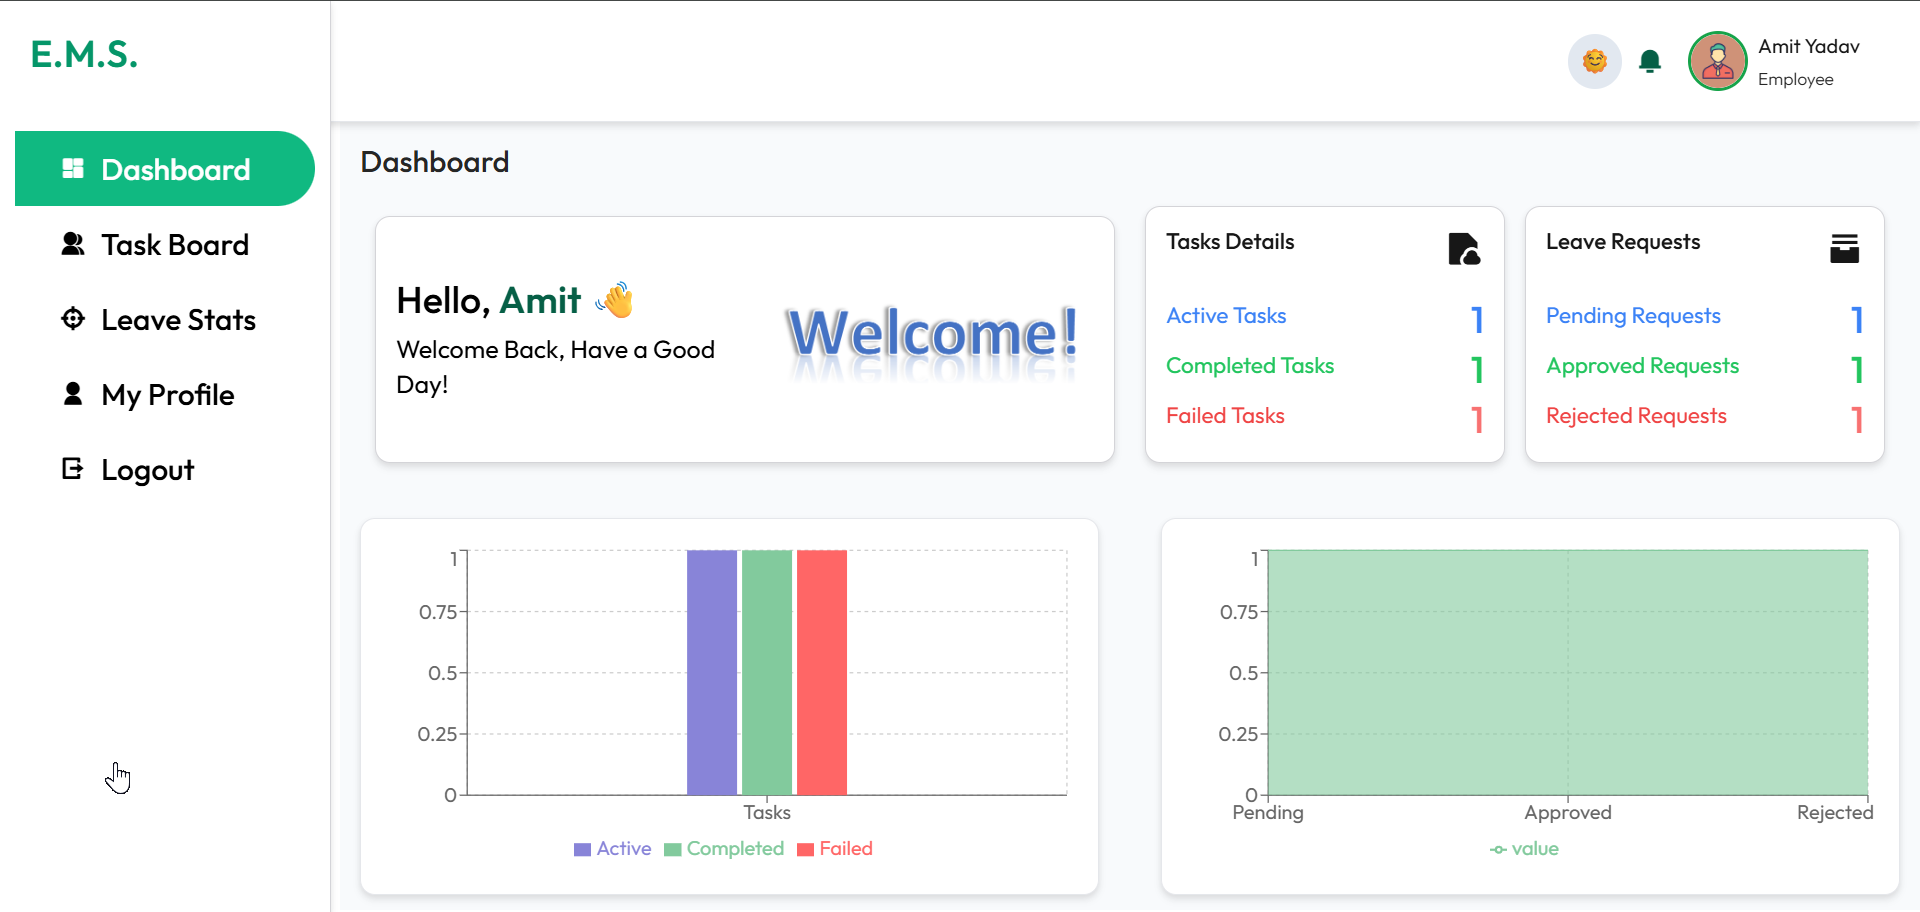 E.M.S.
Dashboard
Task Board
Leave Stats
My Profile
Logout
Amit Yadav
Employee
Dashboard
Hello, Amit 👋
Welcome Back, Have a Good
Day!
Welcome!
Tasks Details
Active Tasks 1
Completed Tasks 1
Failed Tasks 1
Leave Requests
Pending Requests 1
Approved Requests 1
Rejected Requests 1
1
0.75
0.5
0.25
0
Tasks
Active Completed Failed
1
0.75
0.5
0.25
0
Pending Approved Rejected
value